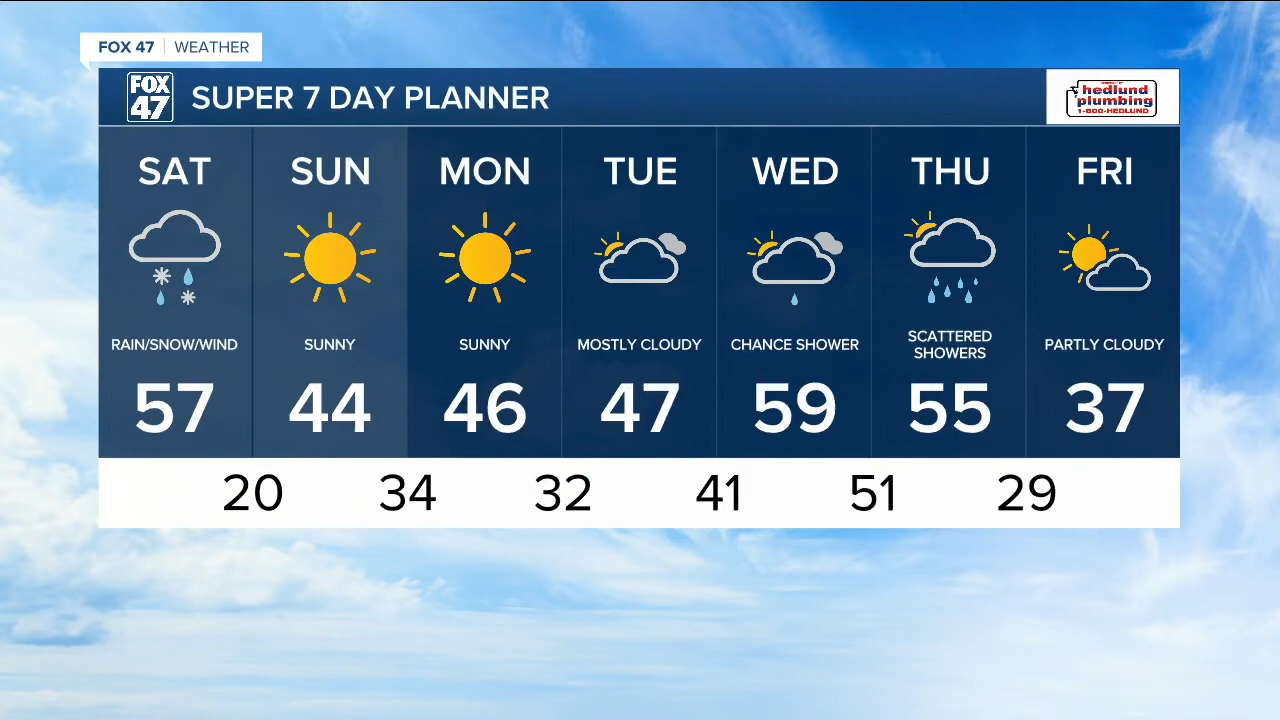 FOX 47 | WEATHER
FOX 47
SUPER 7 DAY PLANNER
hedlund
plumbing
1-800-HEDLUND
SAT SUN MON TUE WED THU FRI
RAIN/SNOW/WIND SUNNY SUNNY MOSTLY CLOUDY CHANCE SHOWER SCATTERED SHOWERS PARTLY CLOUDY
57 44 46 47 59 55 37
20 34 32 41 51 29